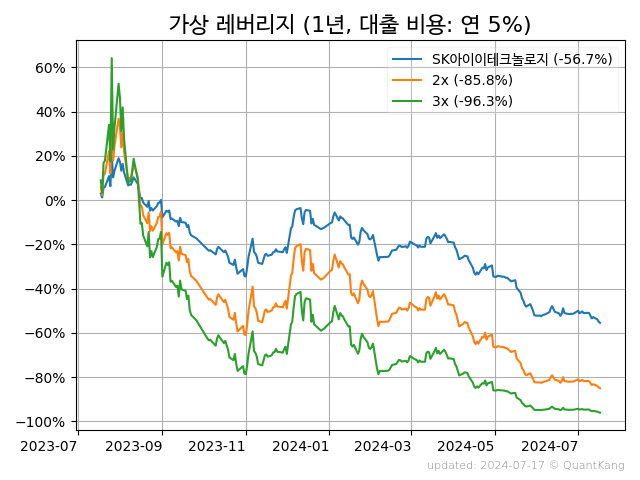 가상 레버리지 (1년, 대출 비용: 연 5%)
SK아이이테크놀로지 (-56.7%)
2x (-85.8%)
3x (-96.3%)
60%
40%
20%
0%
−20%
−40%
−60%
−80%
−100%
2023-07 2023-09 2023-11 2024-01 2024-03 2024-05 2024-07
updated: 2024-07-17 © QuantKang